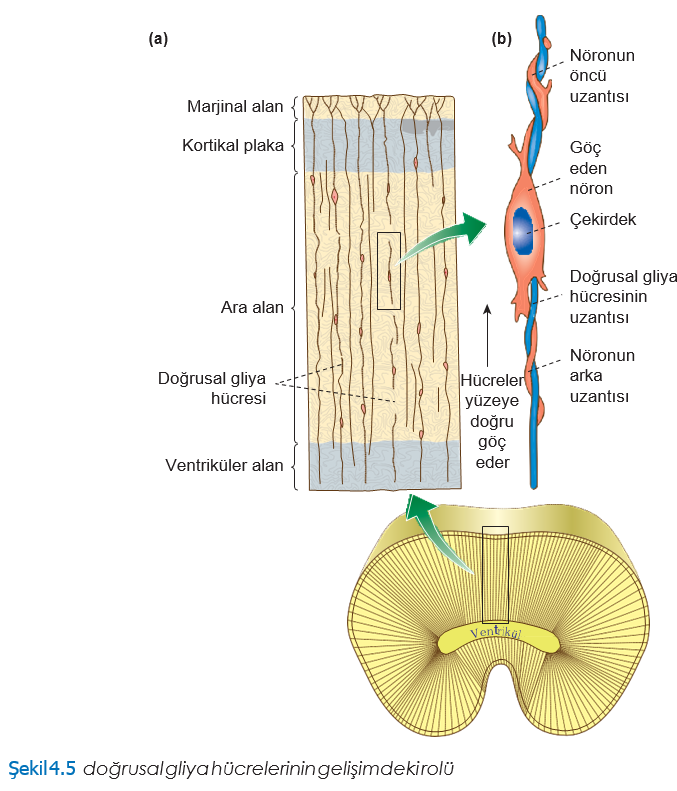 (a)
Marjinal alan
Kortikal plaka
Ara alan
Doğrusal gliya
hücresi
Ventriküler alan
(b)
Nöronun
öncü
uzantısı
Göç
eden
nöron
Çekirdek
Doğrusal gliya
hücresinin
uzantısı
Nöronun
arka
uzantısı
Hücreler
yüzeye
doğru
göç
eder
Ventrikül
Şekil 4.5 doğrusal gliya hücrelerinin gelişimdeki rolü